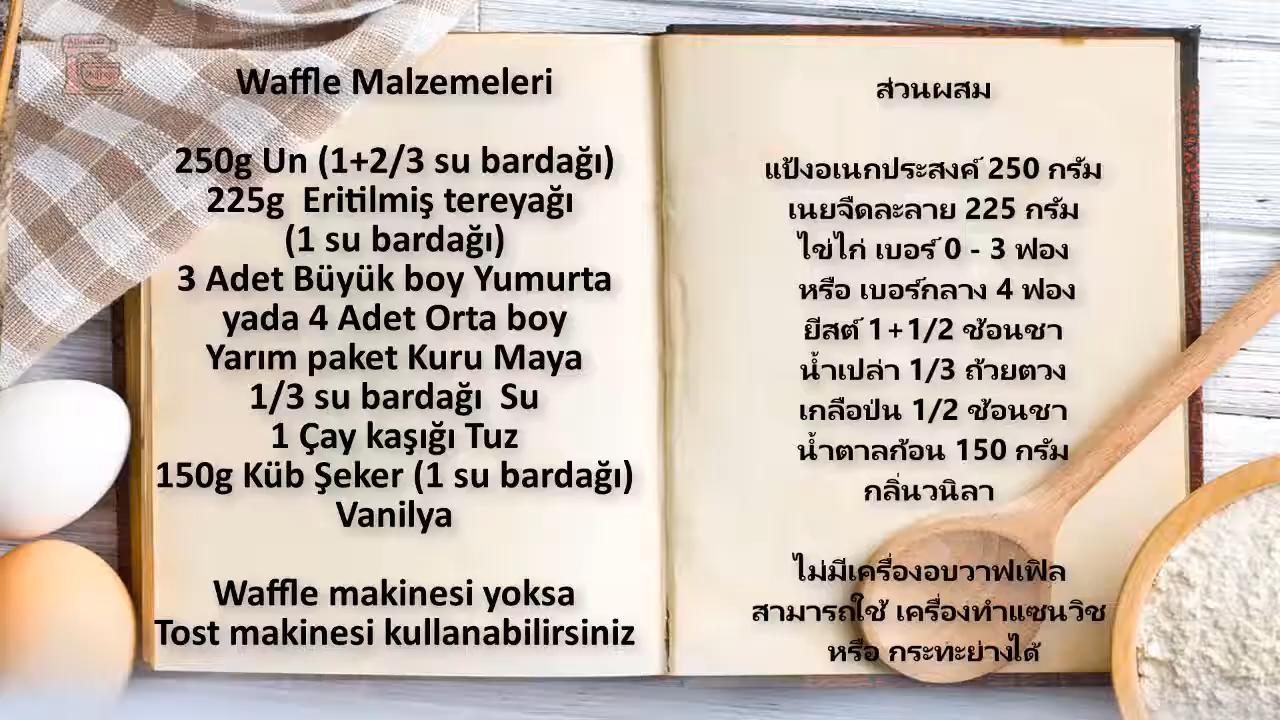 Waffle Malzemeleri
250g Un (1+2/3 su bardağı)
225g Eritilmiş tereyağı
(1 su bardağı)
3 Adet Büyük boy Yumurta
yada 4 Adet Orta boy
Yarım paket Kuru Maya
1/3 su bardağı Su
1 Çay kaşığı Tuz
150g Küb Şeker (1 su bardağı)
Vanilya
Waffle makinesi yoksa
Tost makinesi kullanabilirsiniz
ส่วนผสม
แป้งอเนกประสงค์ 250 กรัม
เนยจืดละลาย 225 กรัม
ไข่ไก่ เบอร์ 0 - 3 ฟอง
หรือ เบอร์กลาง 4 ฟอง
ยีสต์ 1+1/2 ช้อนชา
น้ำเปล่า 1/3 ถ้วยตวง
เกลือป่น 1/2 ช้อนชา
น้ำตาลก้อน 150 กรัม
กลิ่นวนิลา
ไม่มีเครื่องอบวาฟเฟิล
สามารถใช้ เครื่องทำแซนวิช
หรือ กระทะย่างได้